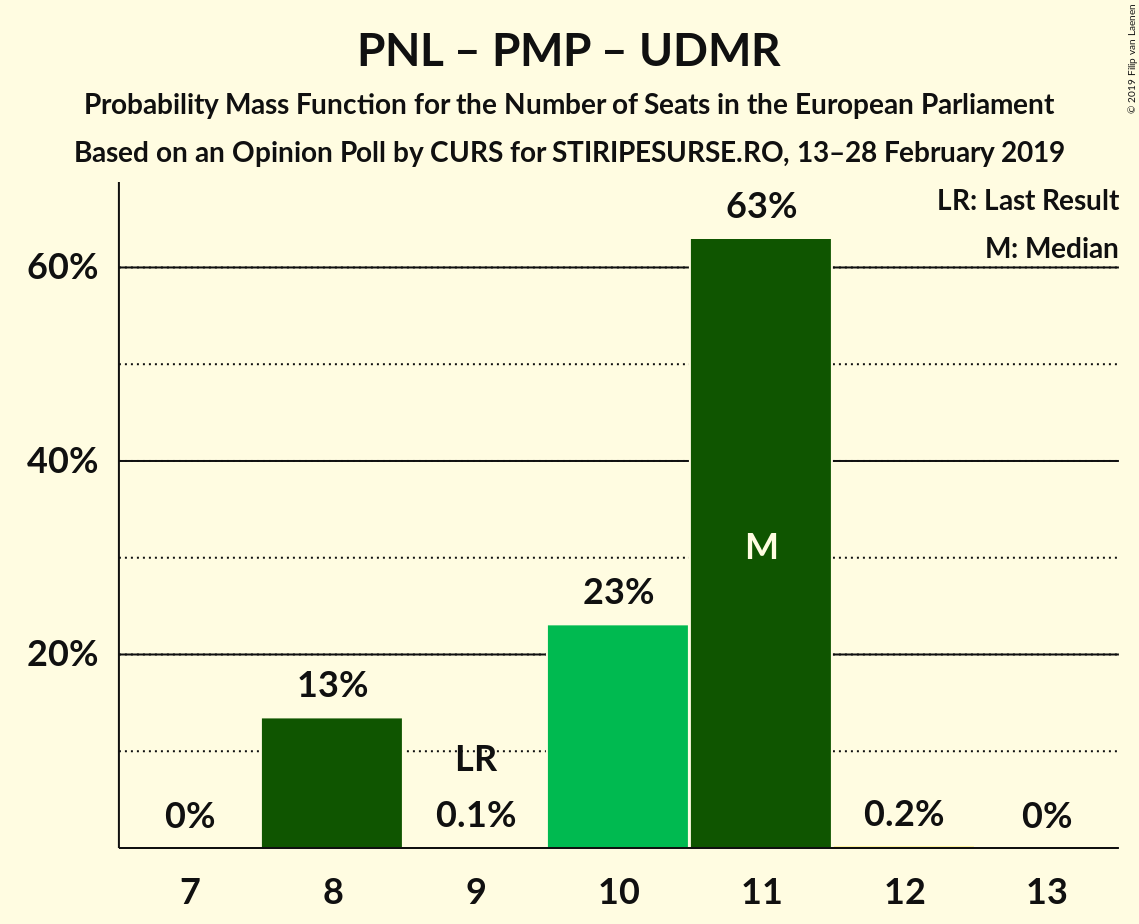 PNL – PMP – UDMR
Probability Mass Function for the Number of Seats in the European Parliament
Based on an Opinion Poll by CURS for STIRIPESURSE.RO, 13–28 February 2019
© 2019 Filip van Laenen
LR: Last Result
M: Median
60%
40%
20%
0%
13%
LR
0.1%
23%
63%
M
0.2%
0%
7 8 9 10 11 12 13